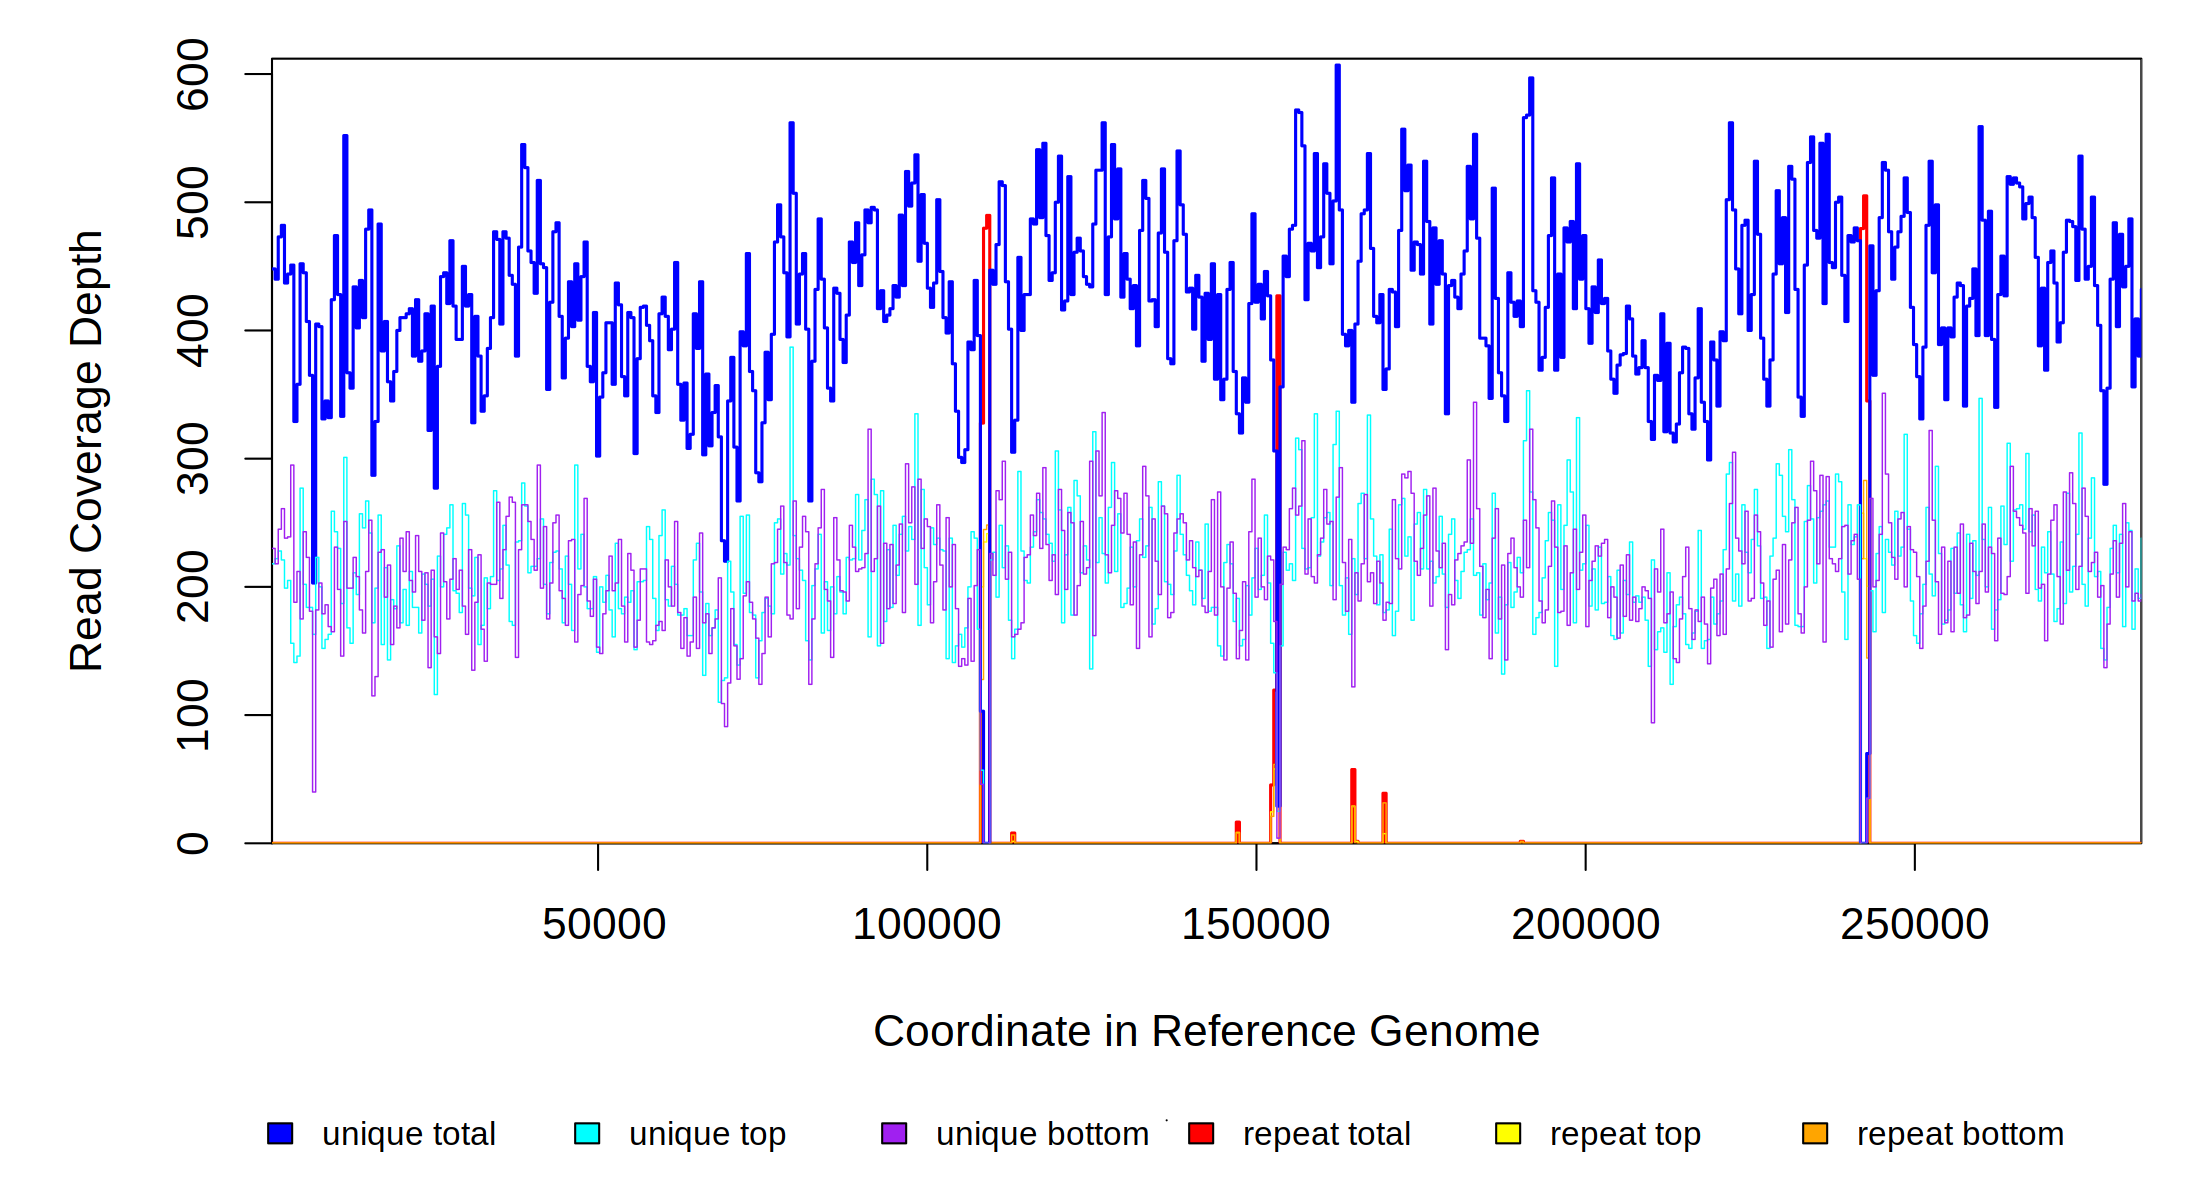 600
500
400
300
200
100
0
Read Coverage Depth
50000 100000 150000 200000 250000
Coordinate in Reference Genome
unique total unique top unique bottom repeat total repeat top repeat bottom